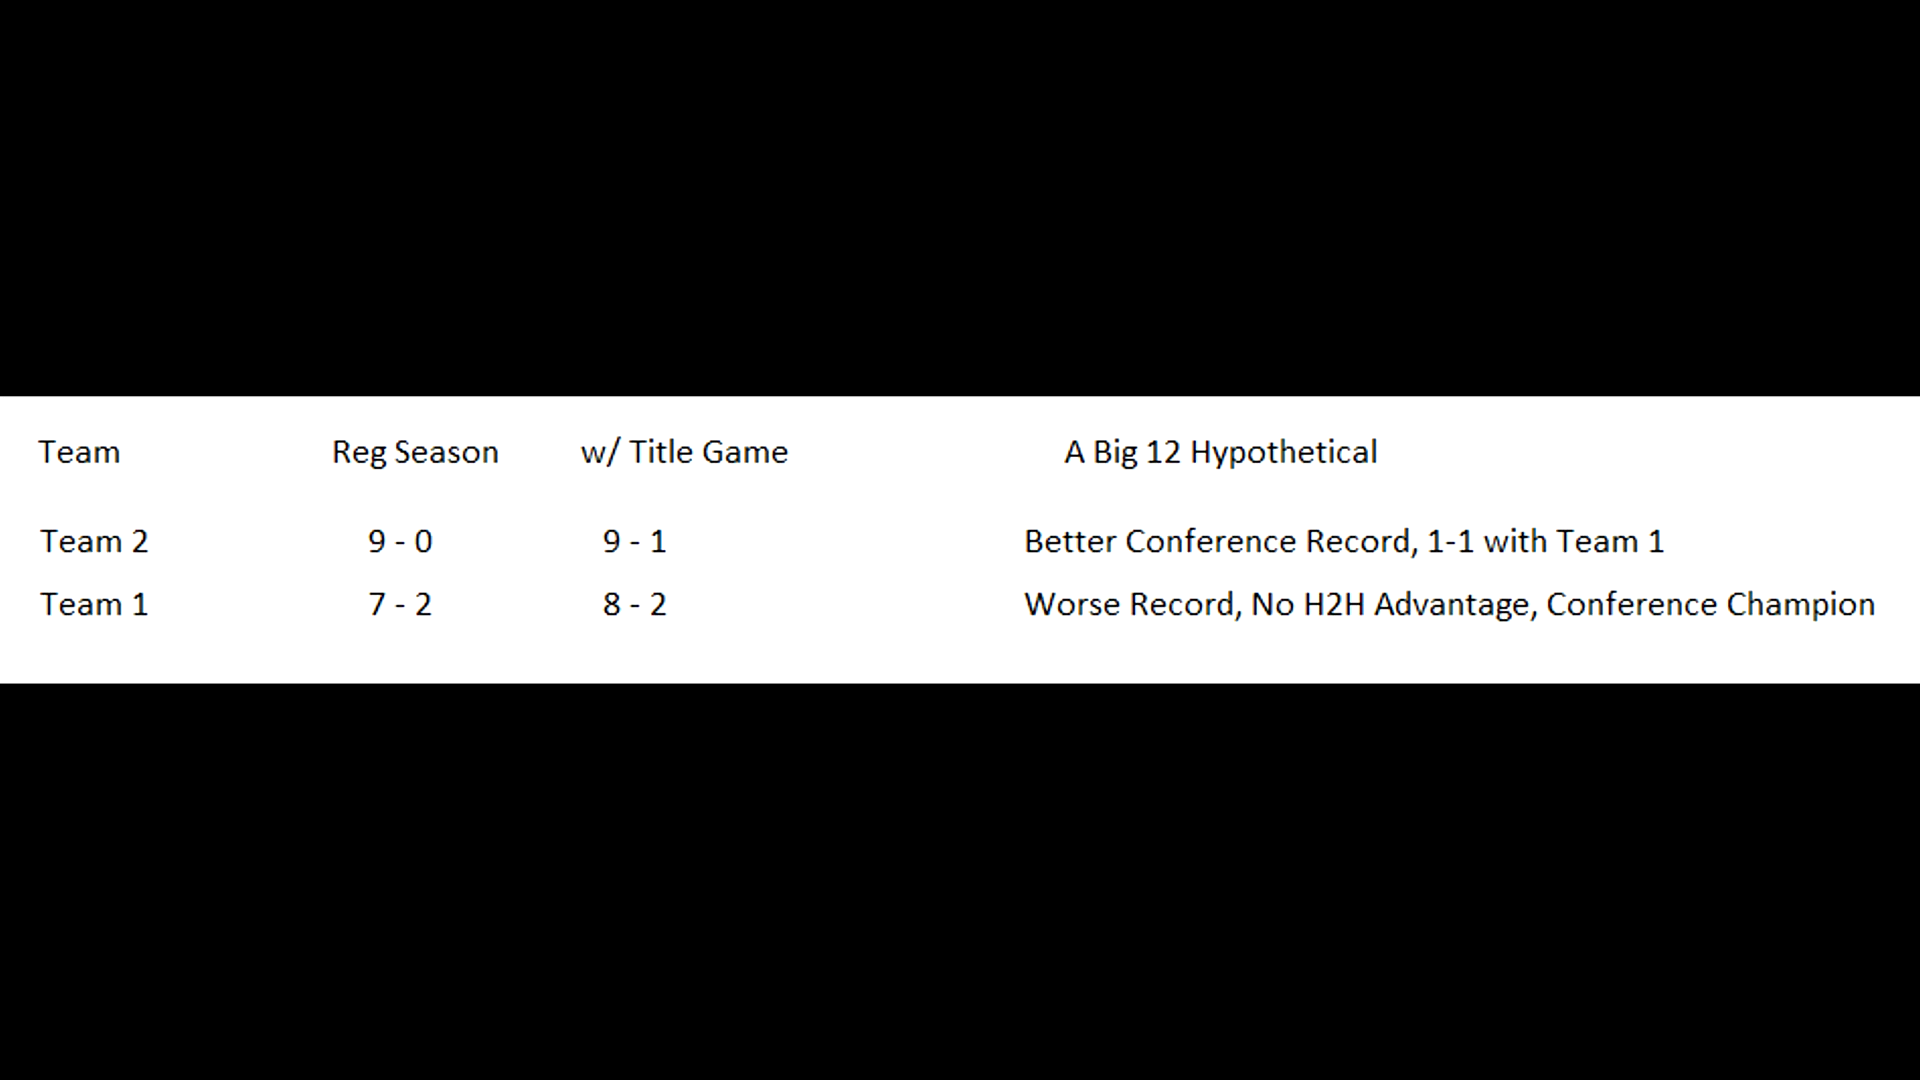 Team Reg Season w/ Title Game A Big 12 Hypothetical
Team 2 9 - 0 9 - 1 Better Conference Record, 1-1 with Team 1
Team 1 7 - 2 8 - 2 Worse Record, No H2H Advantage, Conference Champion